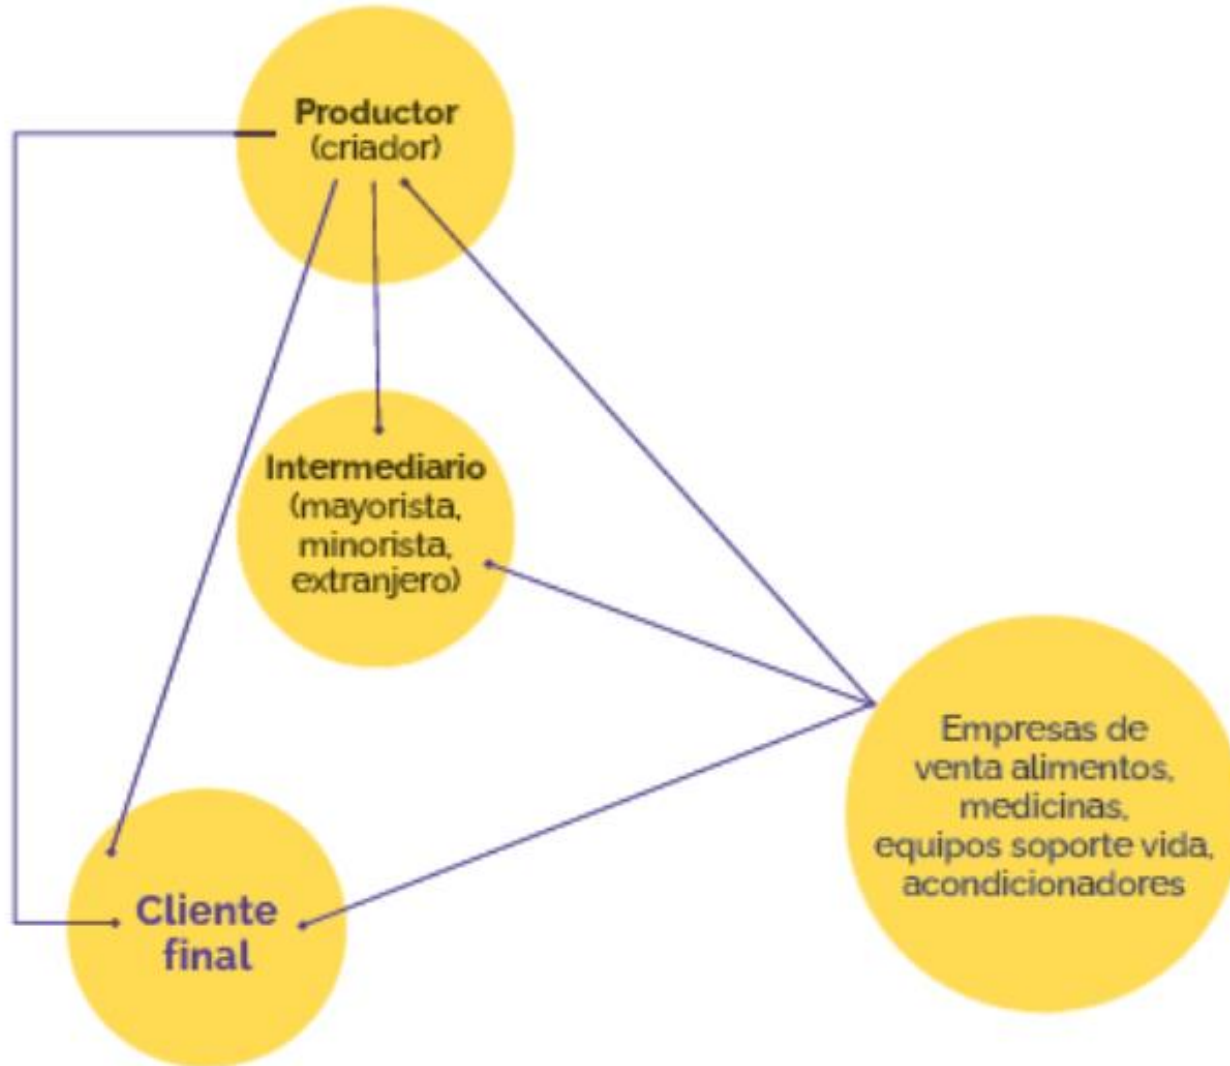 Productor
(criador)
Intermediario
(mayorista,
minorista,
extranjero)
Empresas de
venta alimentos,
medicinas,
equipos soporte vida,
acondicionadores
Cliente
final